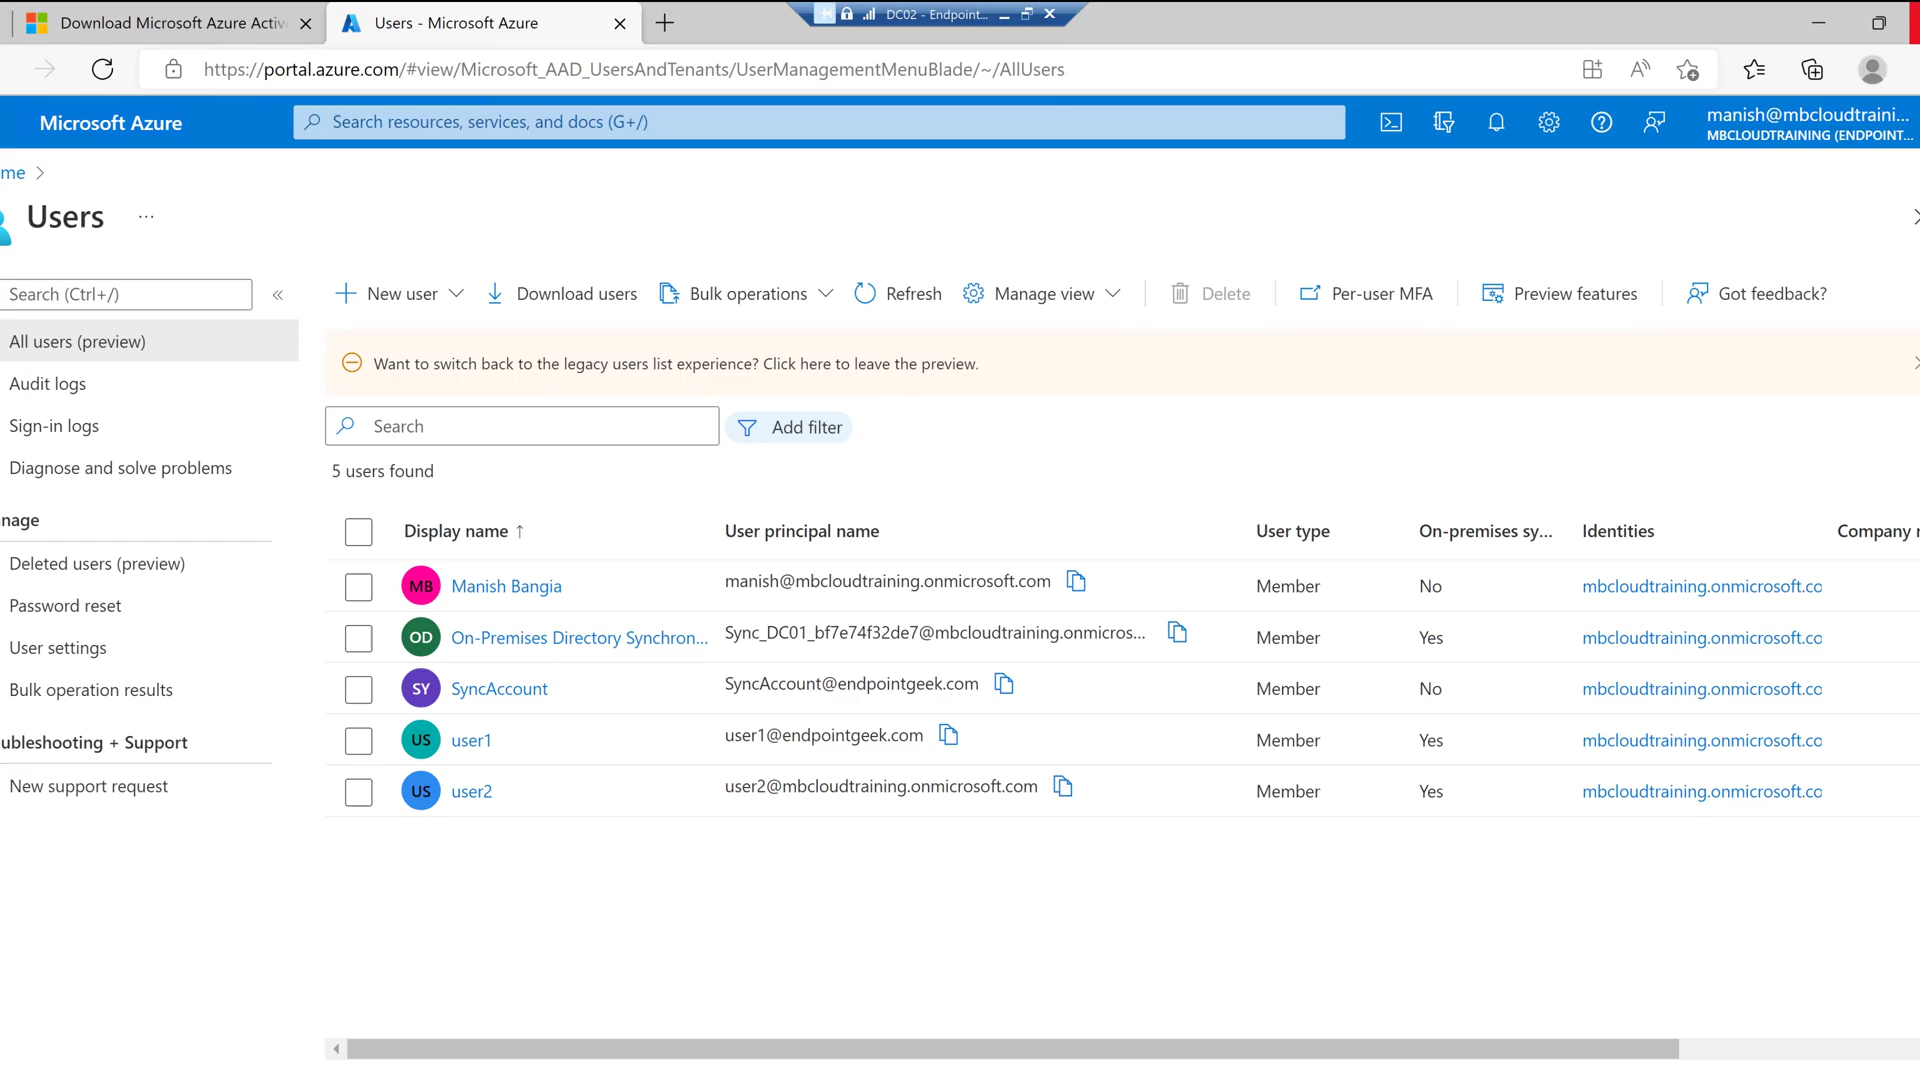 Download Microsoft Azure Active
Users - Microsoft Azure
DC02 - Endpoint...
https://portal.azure.com/#view/Microsoft_AAD_UsersAndTenants/UserManagementMenuBlade/~/AllUsers
Microsoft Azure
Search resources, services, and docs (G+/)
manish@mbcloudtraini...
MBCLOUDTRAINING (ENDPOINT...
me
Users
...
Search (Ctrl+/)
New user
Download users
Bulk operations
Refresh
Manage view
Delete
Per-user MFA
Preview features
Got feedback?
All users (preview)
Audit logs
Sign-in logs
Diagnose and solve problems
nage
Deleted users (preview)
Password reset
User settings
Bulk operation results
ubleshooting + Support
New support request
Want to switch back to the legacy users list experience? Click here to leave the preview.
Search
Add filter
5 users found
Display name ↑ User principal name User type On-premises sy... Identities Company
MB Manish Bangia manish@mbcloudtraining.onmicrosoft.com Member No mbcloudtraining.onmicrosoft.co
OD On-Premises Directory Synchron... Sync_DC01_bf7e74f32de7@mbcloudtraining.onmicros... Member Yes mbcloudtraining.onmicrosoft.co
SY SyncAccount SyncAccount@endpointgeek.com Member No mbcloudtraining.onmicrosoft.co
US user1 user1@endpointgeek.com Member Yes mbcloudtraining.onmicrosoft.co
US user2 user2@mbcloudtraining.onmicrosoft.com Member Yes mbcloudtraining.onmicrosoft.co